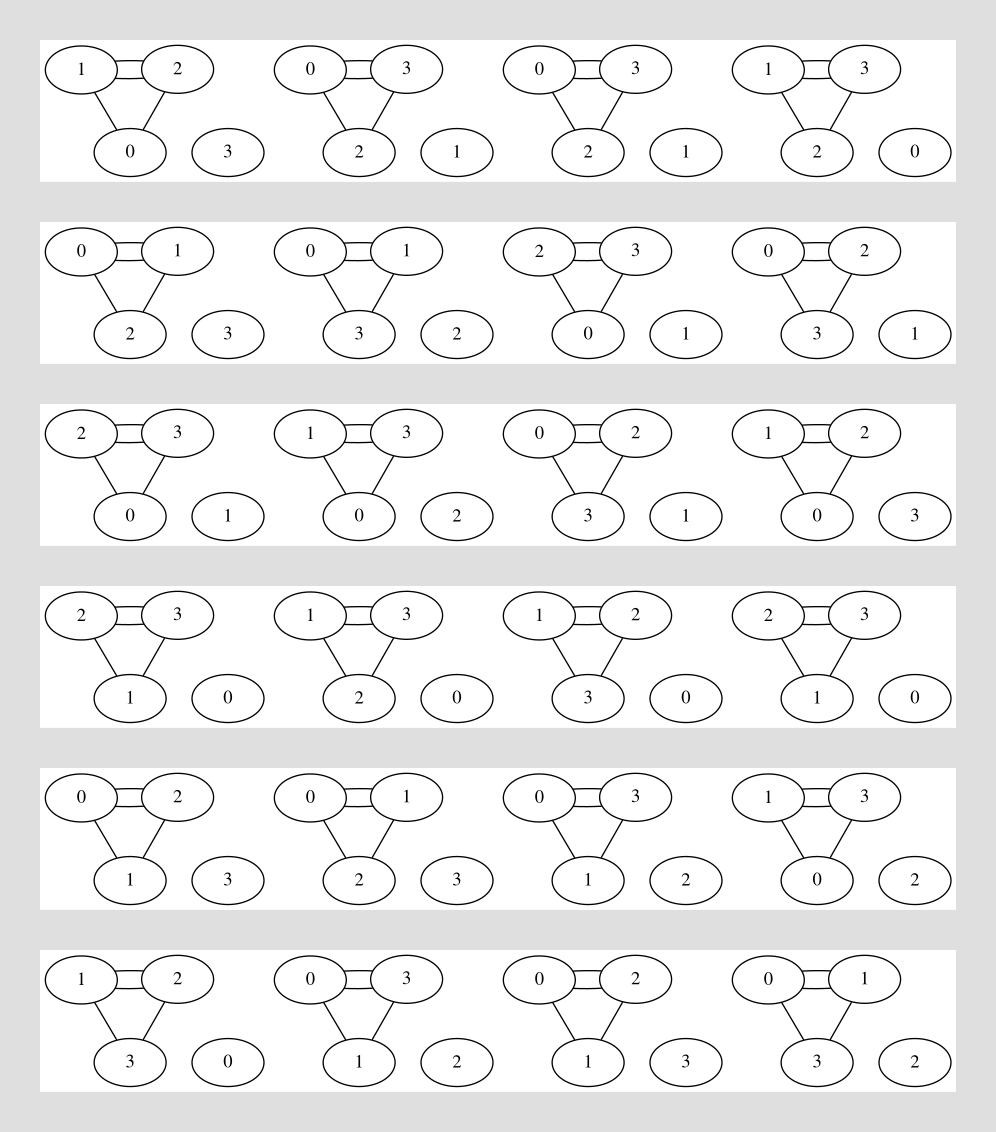 1 2 0 3 0 3 1 3
0 3 2 1 2 1 2 0
0 1 0 1 2 3 0 2
2 3 3 2 0 1 3 1
2 3 1 3 0 2 1 2
0 1 0 2 3 1 0 3
2 3 1 3 1 2 2 3
1 0 2 0 3 0 1 0
0 2 0 1 0 3 1 3
1 3 2 3 1 2 0 2
1 2 0 3 0 2 0 1
3 0 1 2 1 3 3 2